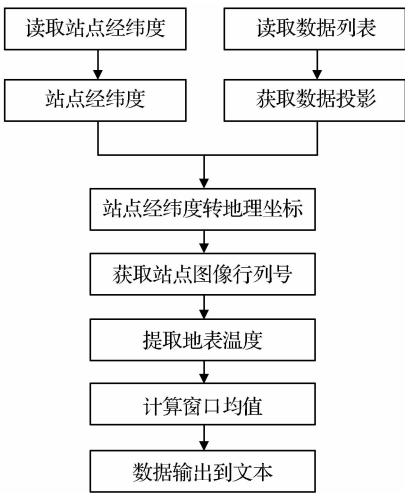 读取站点经纬度
读取数据列表
站点经纬度
获取数据投影
站点经纬度转地理坐标
获取站点图像行列号
提取地表温度
计算窗口均值
数据输出到文本